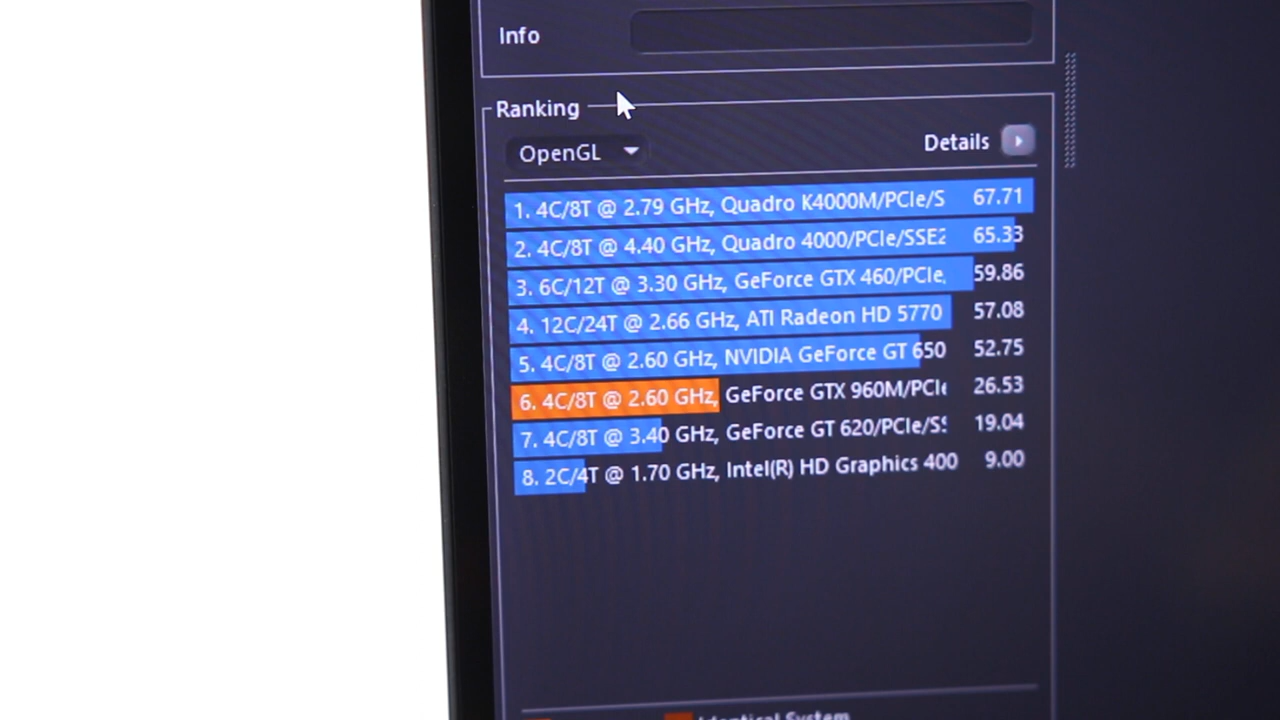 Info
Ranking
OpenGL
Details
1. 4C/8T @ 2.79 GHz, Quadro K4000M/PCIe/S 67.71
2. 4C/8T @ 4.40 GHz, Quadro 4000/PCIe/SSE2 65.33
3. 6C/12T @ 3.30 GHz, GeForce GTX 460/PCIe, 59.86
4. 12C/24T @ 2.66 GHz, ATI Radeon HD 5770 57.08
5. 4C/8T @ 2.60 GHz, NVIDIA GeForce GT 650 52.75
6. 4C/8T @ 2.60 GHz, GeForce GTX 960M/PCIe 26.53
7. 4C/8T @ 3.40 GHz, GeForce GT 620/PCIe/SS 19.04
8. 2C/4T @ 1.70 GHz, Intel(R) HD Graphics 400 9.00
Identical System